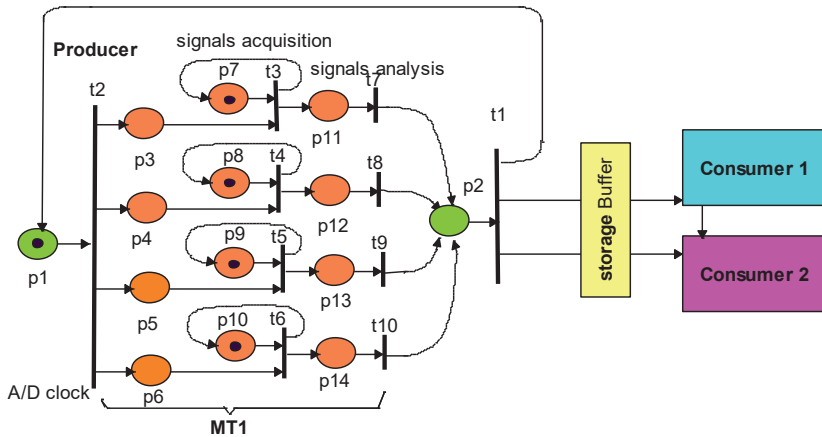 signals acquisition
Producer
p7
t3
signals analysis
t2
t7
p3
p11
t1
p8
t4
t8
p2
Consumer 1
p4
p12
storage Buffer
p9
t5
t9
p1
p5
p13
Consumer 2
p10
t6
t10
A/D clock
p6
p14
MT1